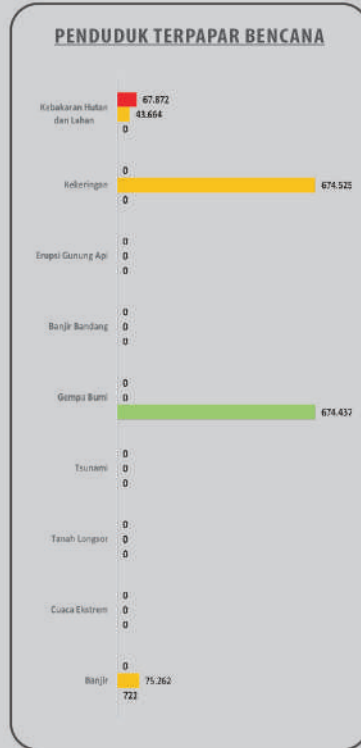 PENDUDUK TERPAPAR BENCANA
Kebakaran Hutan
dan Lahan
67.872
43.664
0
Kekeringan
0
674.525
0
Erupsi Gunung Api
0
0
0
Banjir Bandang
0
0
0
Gempa Bumi
0
0
674.437
Tsunami
0
0
0
Tanah Longsor
0
0
0
Cuaca Ekstrem
0
0
0
Banjir
0
75.262
722